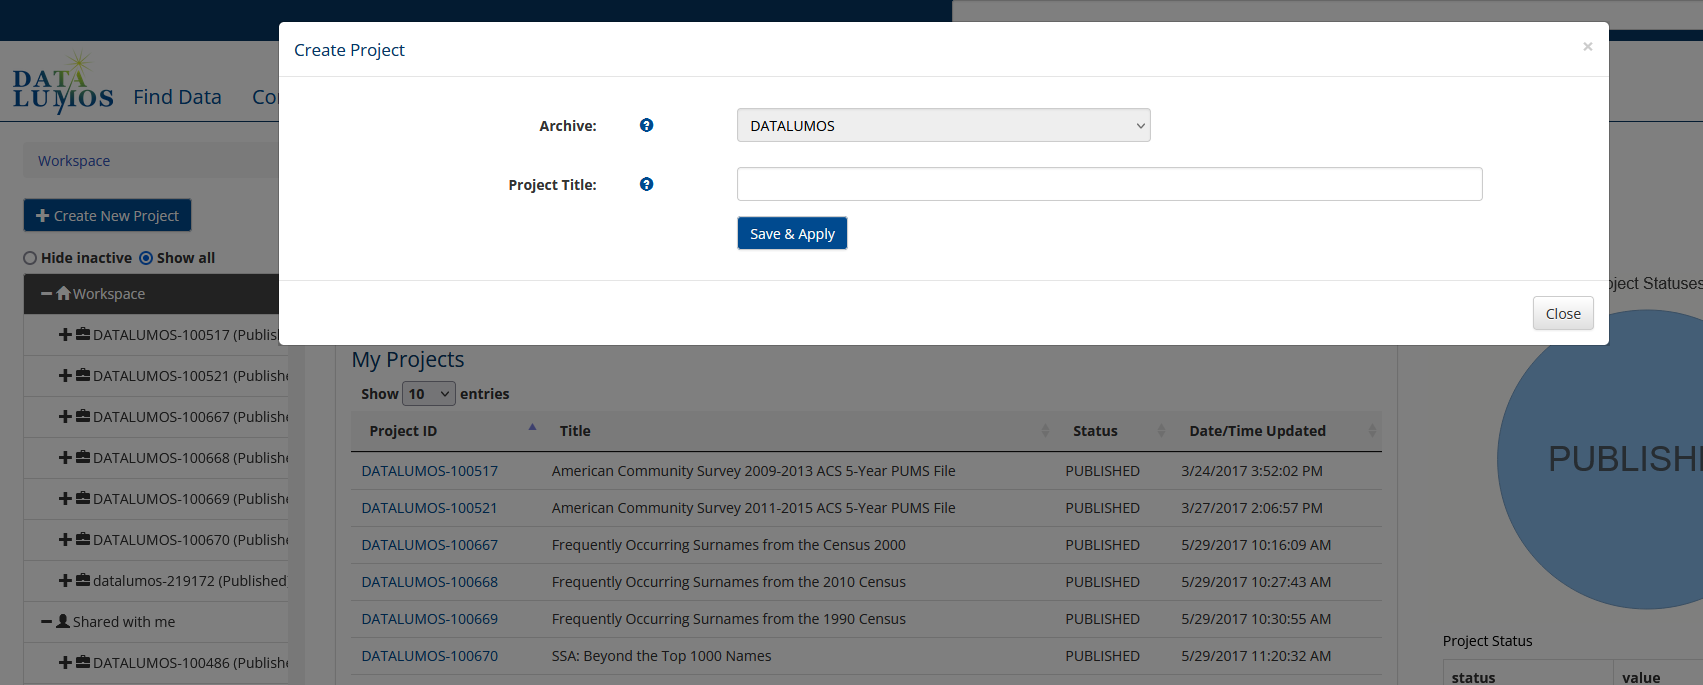 Create Project
×
DATA
LUMOS
Find Data
Archive:
DATALUMOS
Project Title:
Save & Apply
Close
Workspace
Create New Project
Hide inactive Show all
Workspace
DATALUMOS-100517 (Publis
DATALUMOS-100521 (Publishe
DATALUMOS-100667 (Publishe
DATALUMOS-100668 (Publishe
DATALUMOS-100669 (Publishe
DATALUMOS-100670 (Publishe
datalumos-219172 (Published
Shared with me
DATALUMOS-100486 (Publishe
My Projects
Show 10 entries
Project ID Title Status Date/Time Updated
DATALUMOS-100517 American Community Survey 2009-2013 ACS 5-Year PUMS File PUBLISHED 3/24/2017 3:52:02 PM
DATALUMOS-100521 American Community Survey 2011-2015 ACS 5-Year PUMS File PUBLISHED 3/27/2017 2:06:57 PM
DATALUMOS-100667 Frequently Occurring Surnames from the Census 2000 PUBLISHED 5/29/2017 10:16:09 AM
DATALUMOS-100668 Frequently Occurring Surnames from the 2010 Census PUBLISHED 5/29/2017 10:27:43 AM
DATALUMOS-100669 Frequently Occurring Surnames from the 1990 Census PUBLISHED 5/29/2017 10:30:55 AM
DATALUMOS-100670 SSA: Beyond the Top 1000 Names PUBLISHED 5/29/2017 11:20:32 AM
oject Statuses
PUBLISH
Project Status
status value